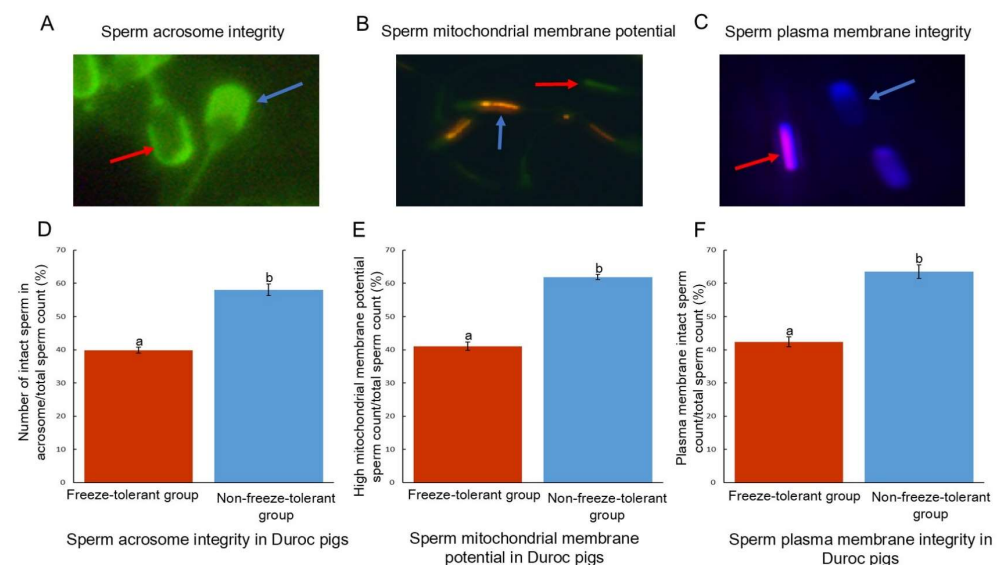 A
Sperm acrosome integrity
B
Sperm mitochondrial membrane potential
C
Sperm plasma membrane integrity
D
Number of intact sperm in
acrosome/total sperm count (%)
70
60
50
40
30
20
10
0
a
b
Freeze-tolerant group
Non-freeze-tolerant
group
Sperm acrosome integrity in Duroc pigs
E
High mitochondrial membrane potential
sperm count/total sperm count (%)
70
60
50
40
30
20
10
0
a
b
Freeze-tolerant group
Non-freeze-tolerant
group
Sperm mitochondrial membrane
potential in Duroc pigs
F
Plasma membrane intact sperm
count/total sperm count (%)
70
60
50
40
30
20
10
0
a
b
Freeze-tolerant group
Non-freeze-tolerant
group
Sperm plasma membrane integrity in
Duroc pigs